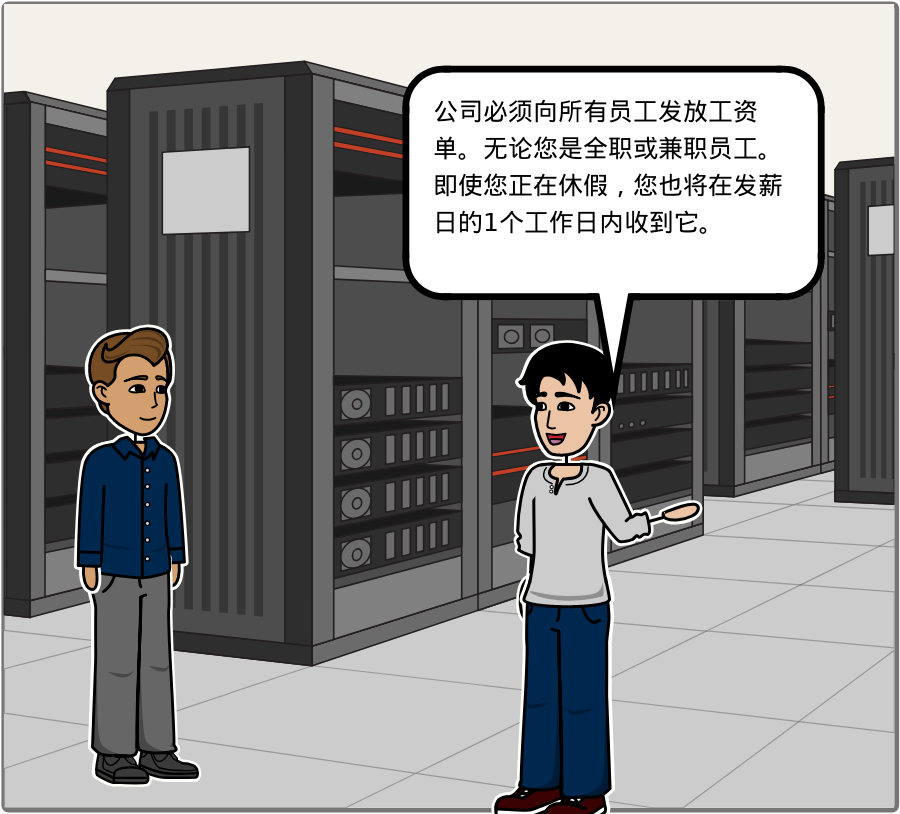 公司必须向所有员工发放工资
单。无论您是全职或兼职员工。
即使您正在休假，您也将在发薪
日的1个工作日内收到它。